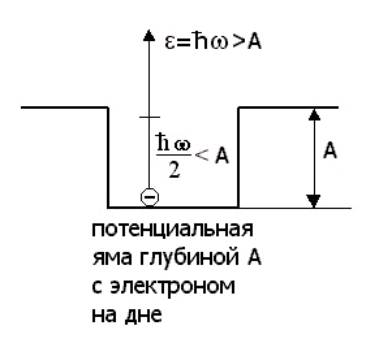 ε=ħω>A
ħω/2 < A
A
потенциальная
яма глубиной A
с электроном
на дне